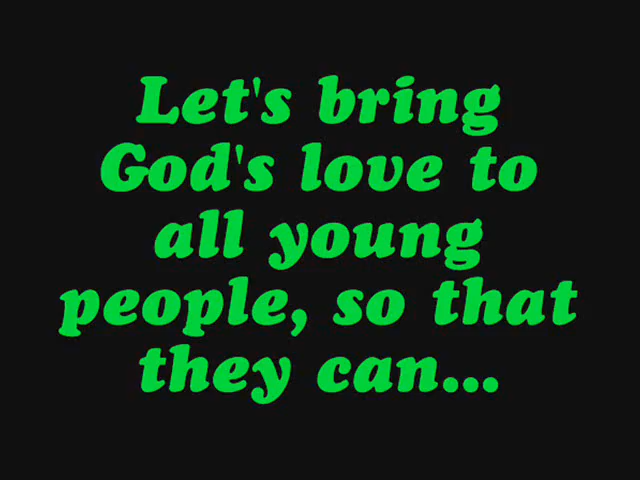 Let's bring
God's love to
all young
people, so that
they can...